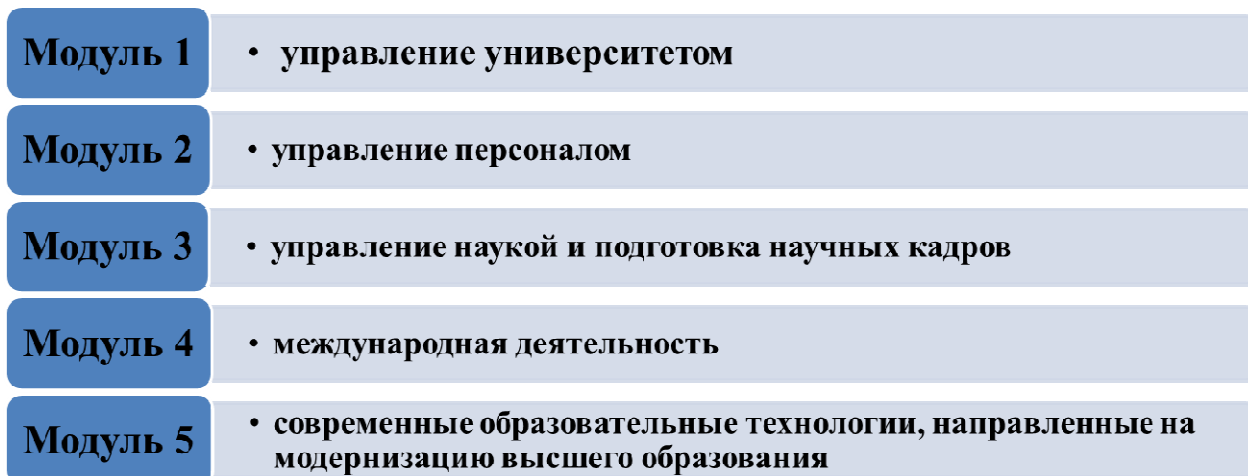 Модуль 1
• управление университетом
Модуль 2
• управление персоналом
Модуль 3
• управление наукой и подготовка научных кадров
Модуль 4
• международная деятельность
Модуль 5
• современные образовательные технологии, направленные на
модернизацию высшего образования